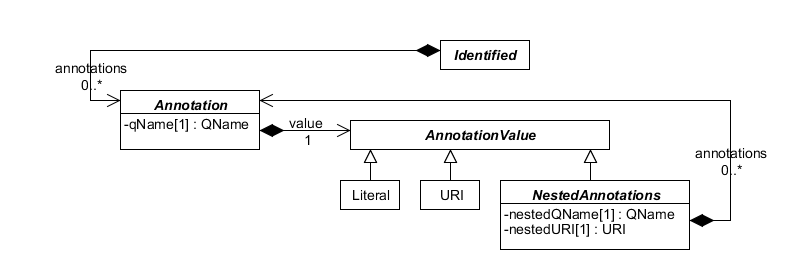 Identified
annotations
0..*
Annotation
-qName[1] : QName
value
1
AnnotationValue
annotations
0..*
Literal
URI
NestedAnnotations
-nestedQName[1] : QName
-nestedURI[1] : URI